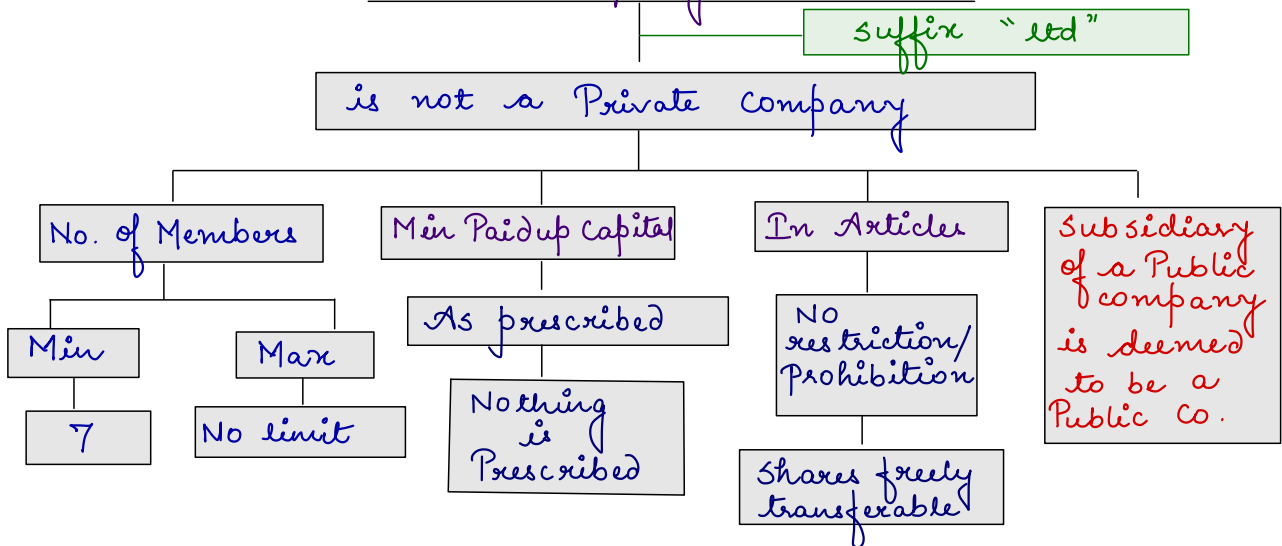 suffix "ltd"
is not a Private company
No. of Members
Min Paidup Capital
In Articles
Subsidiary
of a Public
company
is deemed
to be a
Public Co.
As prescribed
No
restriction/
Prohibition
Min
Max
Nothing
is
Prescribed
7
No limit
Shares freely
transferable